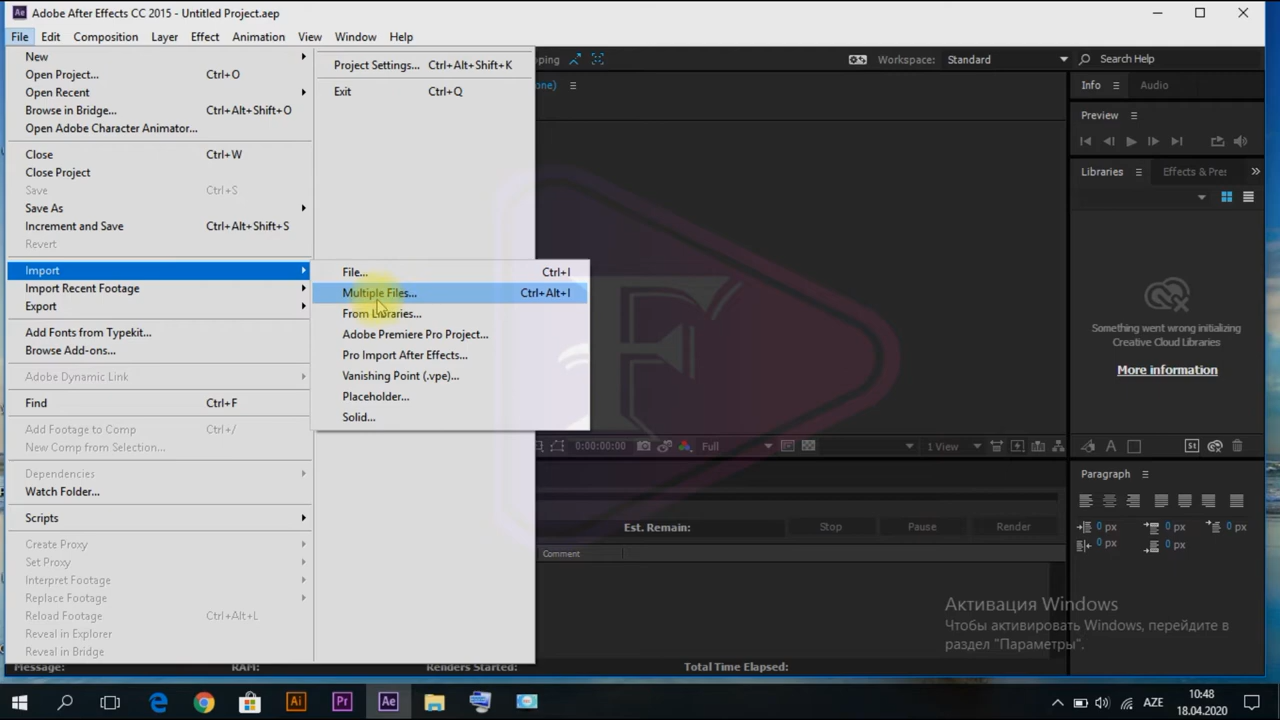 Adobe After Effects CC 2015 - Untitled Project.aep
File Edit Composition Layer Effect Animation View Window Help
New
Open Project... Ctrl+O
Open Recent
Browse in Bridge... Ctrl+Alt+Shift+O
Open Adobe Character Animator...
Close Ctrl+W
Close Project
Save Ctrl+S
Save As
Increment and Save Ctrl+Alt+Shift+S
Revert
Import
Import Recent Footage
Export
Add Fonts from Typekit...
Browse Add-ons...
Adobe Dynamic Link
Find Ctrl+F
Add Footage to Comp Ctrl+/
New Comp from Selection...
Dependencies
Watch Folder...
Scripts
Create Proxy
Set Proxy
Interpret Footage
Replace Footage
Reload Footage Ctrl+Alt+L
Reveal in Explorer
Reveal in Bridge
Project Settings... Ctrl+Alt+Shift+K
Exit Ctrl+Q
File... Ctrl+I
Multiple Files... Ctrl+Alt+I
From Libraries...
Adobe Premiere Pro Project...
Pro Import After Effects...
Vanishing Point (.vpe)...
Placeholder...
Solid...
Workspace: Standard
Search Help
Info Audio
Preview
Libraries Effects & Pre
Something went wrong initializing
Creative Cloud Libraries
More information
0:00:00:00 Full 1 View
Paragraph
0 px 0 px 0 px
0 px 0 px
Est. Remain: Stop Pause Render
Comment
Активация Windows
Чтобы активировать Windows, перейдите в
раздел "Параметры".
Message: RAM: Renders Started: Total Time Elapsed:
Ai Pr Ae
AZE
10:48
18.04.2020